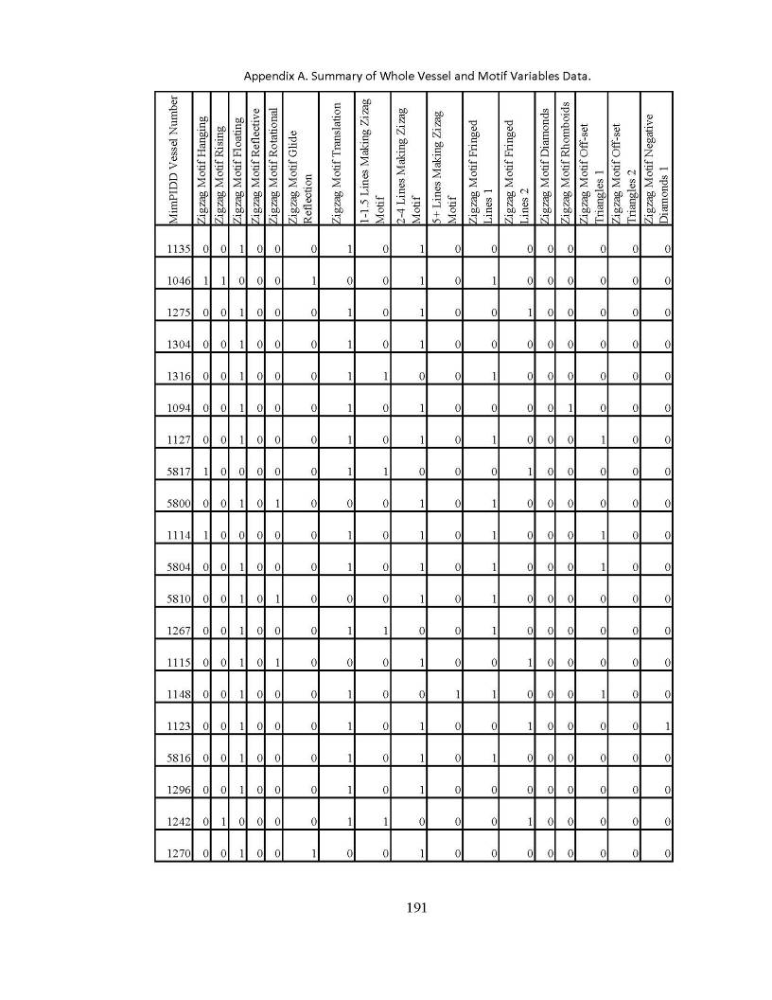 Appendix A. Summary of Whole Vessel and Motif Variables Data.
MimPIDD Vessel Number
Zigzag Motif Hanging
Zigzag Motif Rising
Zigzag Motif Floating
Zigzag Motif Reflective
Zigzag Motif Rotational
Zigzag Motif Glide
Reflection
Zigzag Motif Translation
1-1.5 Lines Making Zizag
Motif
2-4 Lines Making Zizag
Motif
5+ Lines Making Zizag
Motif
Zigzag Motif Fringed
Lines 1
Zigzag Motif Fringed
Lines 2
Zigzag Motif Diamonds
Zigzag Motif Rhomboids
Zigzag Motif Off-set
Triangles 1
Zigzag Motif Off-set
Triangles 2
Zigzag Motif Negative
Diamonds 1
1135 0 0 1 0 0 0 1 0 1 0 0 0 0 0 0 0 0
1046 1 1 0 0 0 1 0 0 1 0 1 0 0 0 0 0 0
1275 0 0 1 0 0 0 1 0 1 0 0 1 0 0 0 0 0
1304 0 0 1 0 0 0 1 0 1 0 0 0 0 0 0 0 0
1316 0 0 1 0 0 0 1 1 0 0 1 0 0 0 0 0 0
1094 0 0 1 0 0 0 1 0 1 0 0 0 0 1 0 0 0
1127 0 0 1 0 0 0 1 0 1 0 1 0 0 0 1 0 0
5817 1 0 0 0 0 0 1 1 0 0 0 1 0 0 0 0 0
5800 0 0 1 0 1 0 0 0 1 0 1 0 0 0 0 0 0
1114 1 0 0 0 0 0 1 0 1 0 1 0 0 0 1 0 0
5804 0 0 1 0 0 0 1 0 1 0 1 0 0 0 1 0 0
5810 0 0 1 0 1 0 0 0 1 0 1 0 0 0 0 0 0
1267 0 0 1 0 0 0 1 1 0 0 1 0 0 0 0 0 0
1115 0 0 1 0 1 0 0 0 1 0 0 1 0 0 0 0 0
1148 0 0 1 0 0 0 1 0 0 1 1 0 0 0 1 0 0
1123 0 0 1 0 0 0 1 0 1 0 0 1 0 0 0 0 1
5816 0 0 1 0 0 0 1 0 1 0 1 0 0 0 0 0 0
1296 0 0 1 0 0 0 1 0 1 0 0 0 0 0 0 0 0
1242 0 1 0 0 0 0 1 1 0 0 0 1 0 0 0 0 0
1270 0 0 1 0 0 1 0 0 1 0 0 0 0 0 0 0 0
191